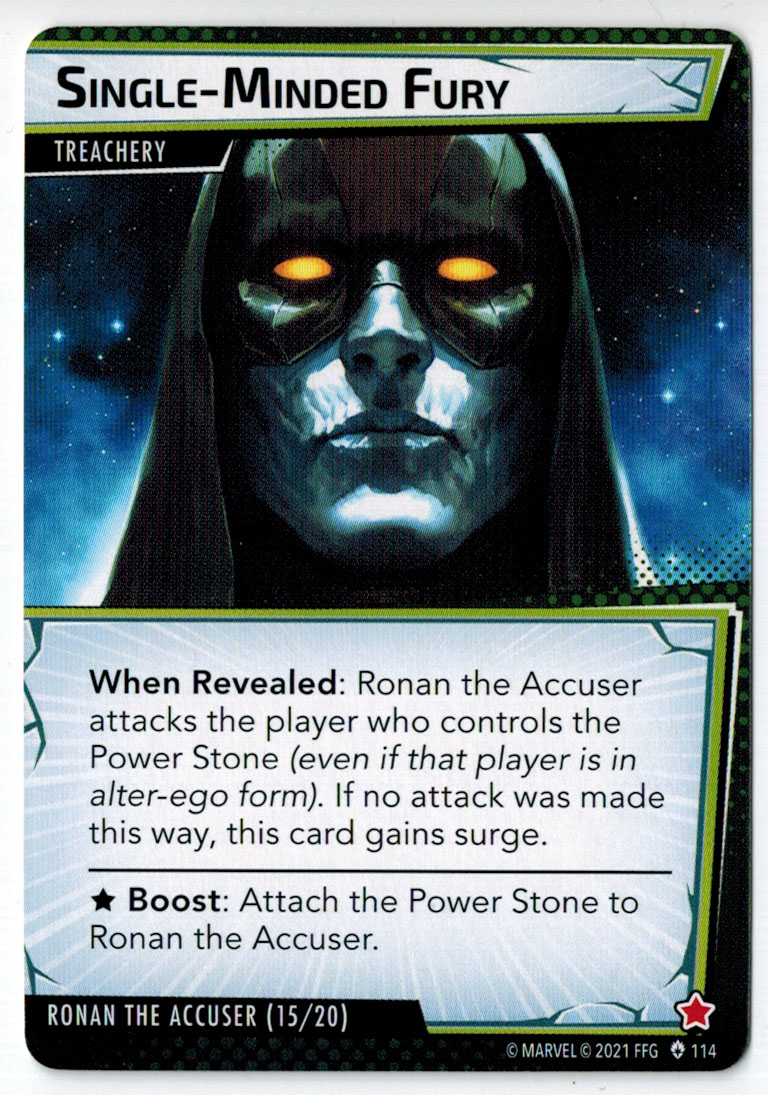 SINGLE-MINDED FURY
TREACHERY
When Revealed: Ronan the Accuser
attacks the player who controls the
Power Stone (even if that player is in
alter-ego form). If no attack was made
this way, this card gains surge.
★ Boost: Attach the Power Stone to
Ronan the Accuser.
RONAN THE ACCUSER (15/20)
© MARVEL © 2021 FFG 114